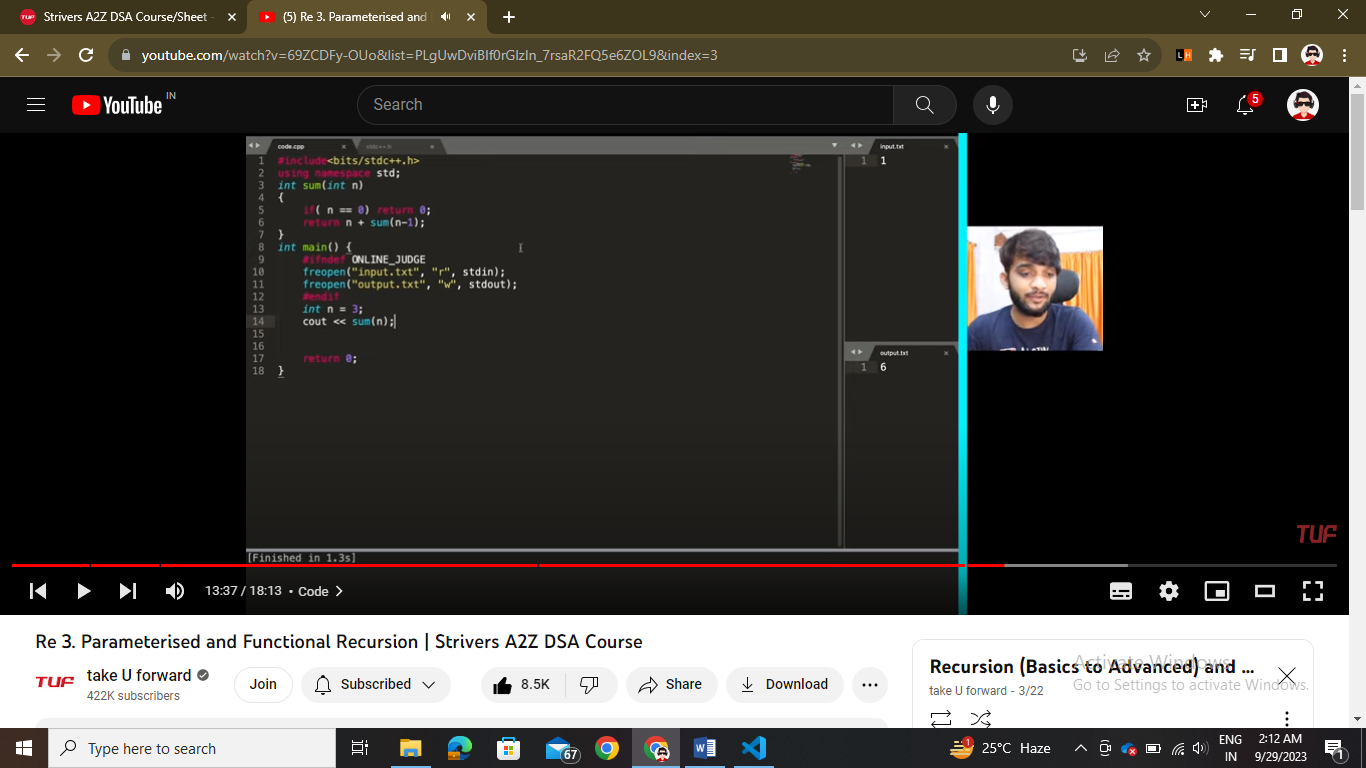 Strivers A2Z DSA Course/Sheet -
(5) Re 3. Parameterised and
youtube.com/watch?v=69ZCDFy-OUo&list=PLgUwDviBIf0rGlzIn_7rsaR2FQ5e6ZOL9&index=3
LH
YouTube IN
Search
5
code.cpp
stdc++.h
1 #include<bits/stdc++.h>
2 using namespace std;
3 int sum(int n)
4 {
5 if( n == 0) return 0;
6 return n + sum(n-1);
7 }
8 int main() {
9 #ifndef ONLINE_JUDGE
10 freopen("input.txt", "r", stdin);
11 freopen("output.txt", "w", stdout);
12 #endif
13 int n = 3;
14 cout << sum(n);
15
16
17 return 0;
18 }
input.txt
1 1
output.txt
1 6
[Finished in 1.3s]
TUF
13:37 / 18:13 • Code
Re 3. Parameterised and Functional Recursion | Strivers A2Z DSA Course
TUF
take U forward
422K subscribers
Join
Subscribed
8.5K
Share
Download
Recursion (Basics to Advanced) and ...
take U forward - 3/22
Activate Windows
Go to Settings to activate Windows.
Type here to search
67
1
25°C Haze
ENG
IN
2:12 AM
9/29/2023
1